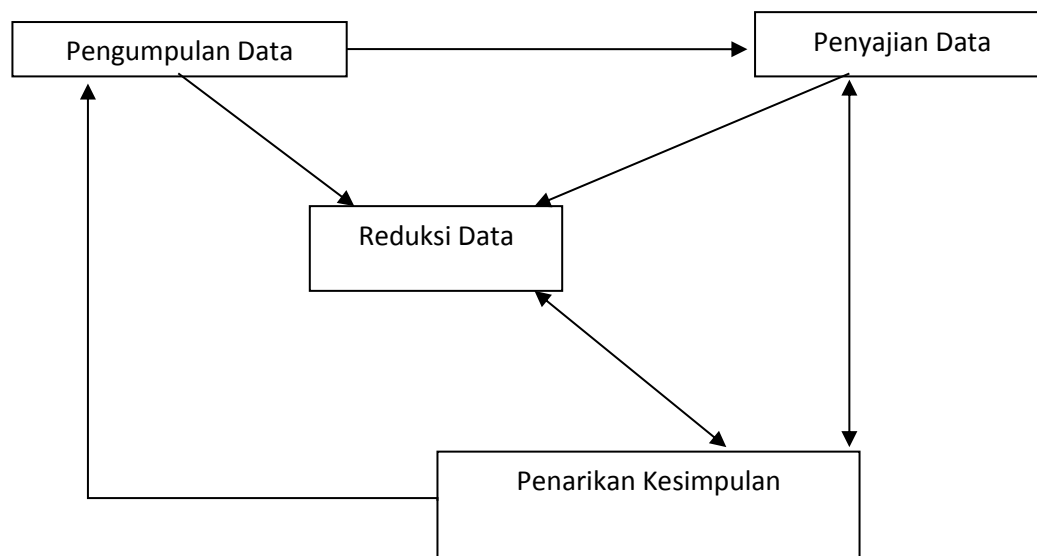 Pengumpulan Data
Penyajian Data
Reduksi Data
Penarikan Kesimpulan